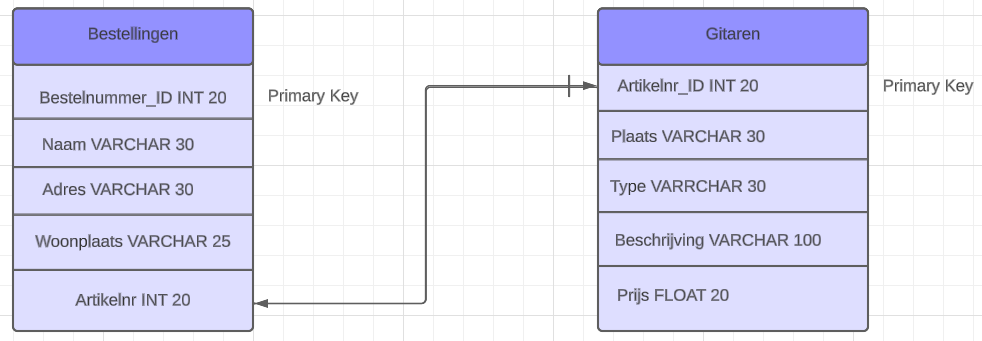 Bestellingen
Bestelnummer_ID INT 20
Primary Key
Naam VARCHAR 30
Adres VARCHAR 30
Woonplaats VARCHAR 25
Artikelnr INT 20
Gitaren
Artikelnr_ID INT 20
Primary Key
Plaats VARCHAR 30
Type VARRCHAR 30
Beschrijving VARCHAR 100
Prijs FLOAT 20